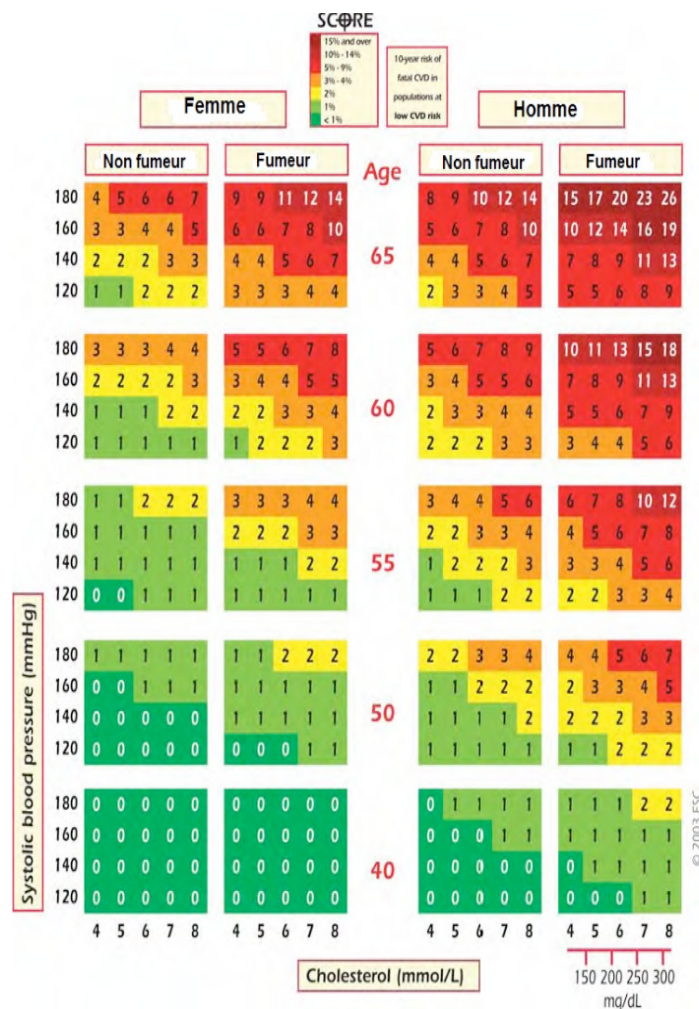 SCORE
15% and over
10% - 14%
5% - 9%
3% - 4%
2%
1%
< 1%
10-year risk of
fatal CVD in
populations at
low CVD risk
Femme
Homme
Non fumeur
Fumeur
Age
Non fumeur
Fumeur
180 4 5 6 6 7 9 9 11 12 14 8 9 10 12 14 15 17 20 23 26
160 3 3 4 4 5 6 6 7 8 10 5 6 7 8 10 10 12 14 16 19
65
140 2 2 2 3 3 4 4 5 6 7 4 4 5 6 7 7 8 9 11 13
120 1 1 2 2 2 3 3 3 4 4 2 3 3 4 5 5 5 6 8 9
180 3 3 3 4 4 5 5 6 7 8 5 6 7 8 9 10 11 13 15 18
160 2 2 2 2 3 3 4 4 5 5 3 4 5 5 6 7 8 9 11 13
60
140 1 1 1 2 2 2 2 3 3 4 2 3 3 4 4 5 5 6 7 9
120 1 1 1 1 1 1 2 2 2 3 2 2 2 3 3 3 4 4 5 6
180 1 1 2 2 2 3 3 3 4 4 3 4 4 5 6 6 7 8 10 12
160 1 1 1 1 1 2 2 2 3 3 2 2 3 3 4 4 5 6 7 8
55
140 1 1 1 1 1 1 1 1 2 2 1 2 2 2 3 3 3 4 5 6
120 0 0 1 1 1 1 1 1 1 1 1 1 1 2 2 2 2 3 3 4
180 1 1 1 1 1 1 1 2 2 2 2 2 3 3 4 4 4 5 6 7
160 0 0 1 1 1 1 1 1 1 1 1 1 2 2 2 2 3 3 4 5
50
140 0 0 0 0 0 1 1 1 1 1 1 1 1 1 2 2 2 2 3 3
120 0 0 0 0 0 0 0 0 1 1 1 1 1 1 1 1 1 2 2 2
180 0 0 0 0 0 0 0 0 0 0 0 1 1 1 1 1 1 1 2 2
160 0 0 0 0 0 0 0 0 0 0 0 0 0 1 1 1 1 1 1 1
40
140 0 0 0 0 0 0 0 0 0 0 0 0 0 0 0 0 1 1 1 1
120 0 0 0 0 0 0 0 0 0 0 0 0 0 0 0 0 0 0 1 1
4 5 6 7 8 4 5 6 7 8 4 5 6 7 8 4 5 6 7 8
Systolic blood pressure (mmHg)
Cholesterol (mmol/L)
150 200 250 300
mg/dL
© 2003 ESC